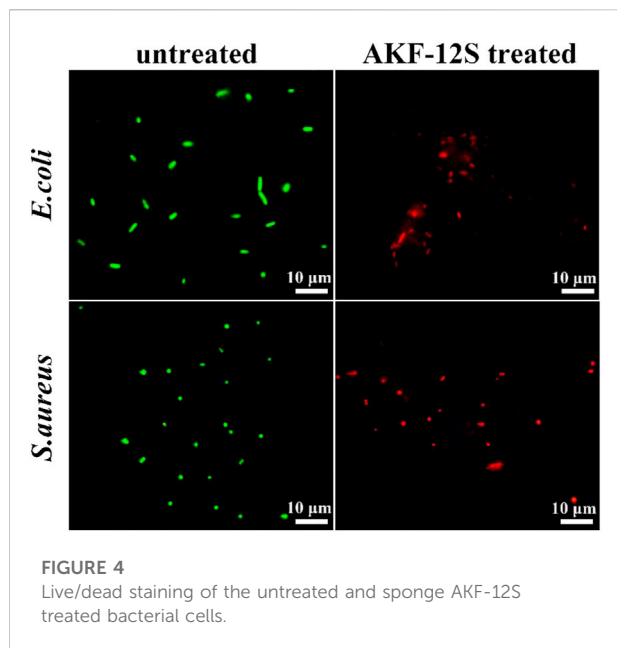 untreated
AKF-12S treated
E.coli
10 µm
10 µm
S.aureus
10 µm
10 µm
FIGURE 4
Live/dead staining of the untreated and sponge AKF-12S
treated bacterial cells.